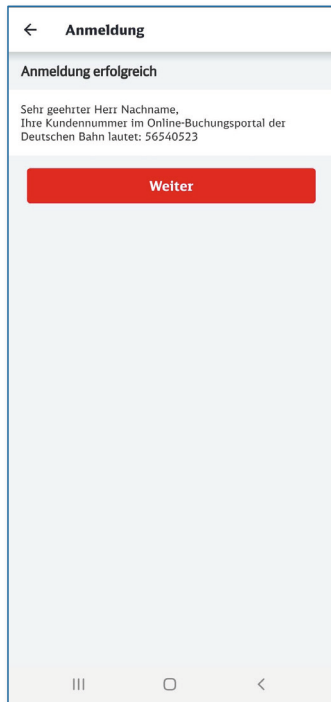 Anmeldung
Anmeldung erfolgreich
Sehr geehrter Herr Nachname,
Ihre Kundennummer im Online-Buchungsportal der
Deutschen Bahn lautet: 56540523
Weiter